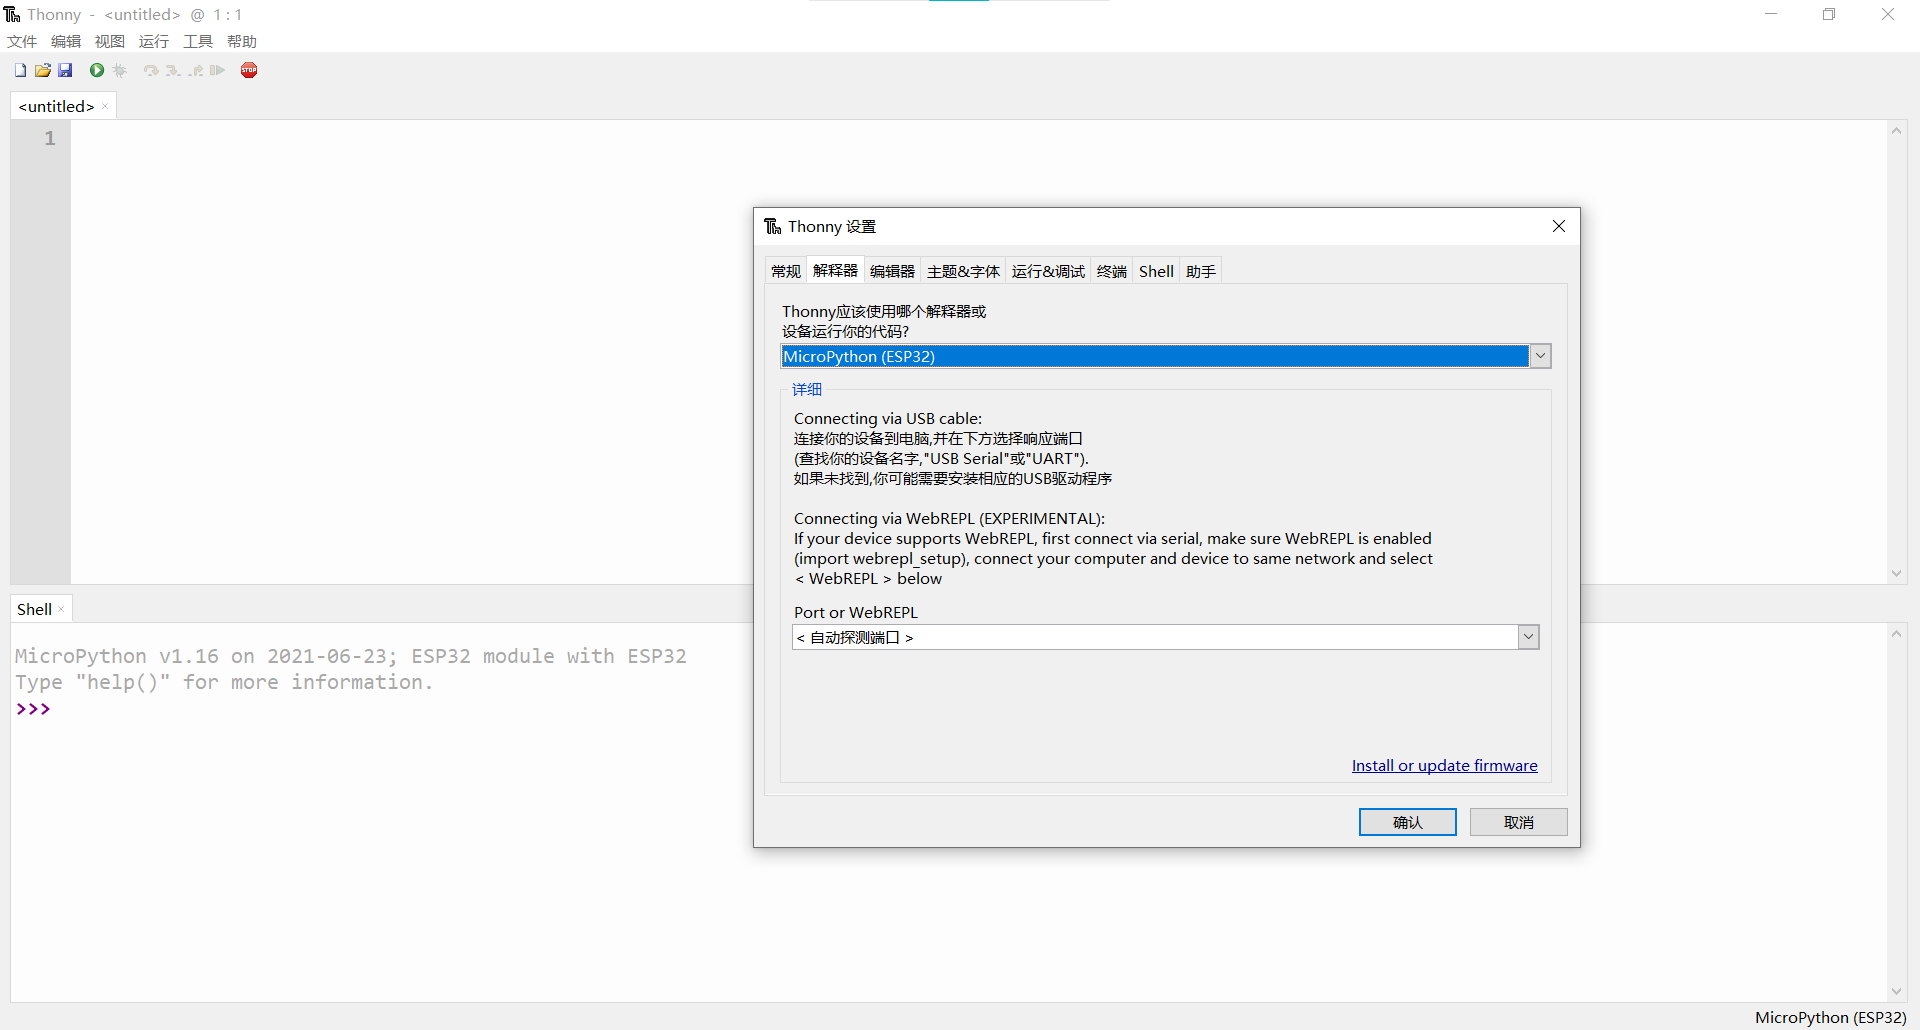 Thonny - <untitled> @ 1 : 1
文件 编辑 视图 运行 工具 帮助
STOP
<untitled> ×
1
Thonny 设置
常规 解释器 编辑器 主题&字体 运行&调试 终端 Shell 助手
Thonny应该使用哪个解释器或
设备运行你的代码?
MicroPython (ESP32)
详细
Connecting via USB cable:
连接你的设备到电脑,并在下方选择响应端口
(查找你的设备名字,"USB Serial"或"UART").
如果未找到,你可能需要安装相应的USB驱动程序
Connecting via WebREPL (EXPERIMENTAL):
If your device supports WebREPL, first connect via serial, make sure WebREPL is enabled
(import webrepl_setup), connect your computer and device to same network and select
< WebREPL > below
Port or WebREPL
< 自动探测端口 >
Install or update firmware
确认 取消
Shell ×
MicroPython v1.16 on 2021-06-23; ESP32 module with ESP32
Type "help()" for more information.
>>>
MicroPython (ESP32)